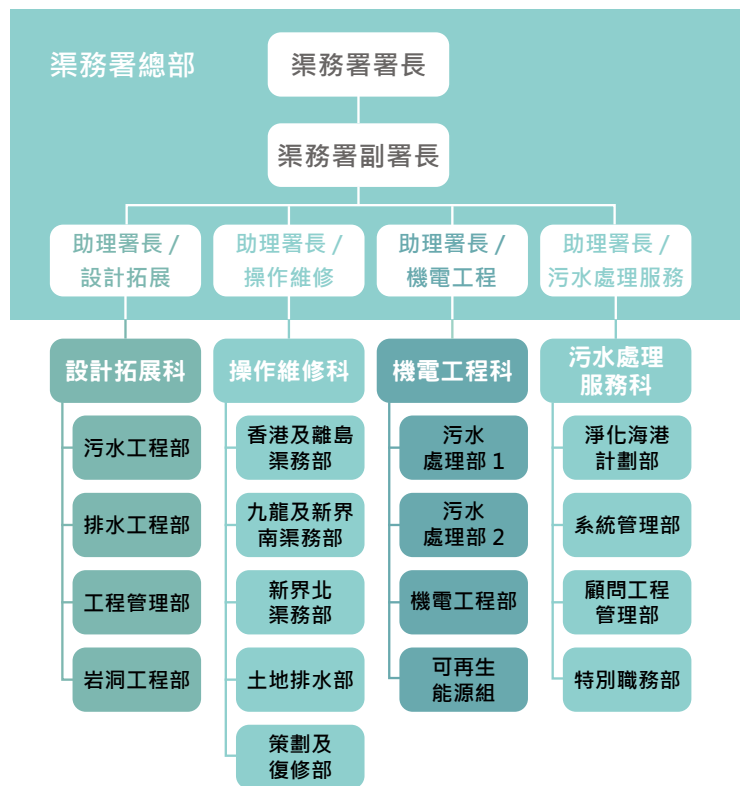 渠務署總部
渠務署署長
渠務署副署長
助理署長 /
設計拓展
助理署長 /
操作維修
助理署長 /
機電工程
助理署長 /
污水處理服務
設計拓展科
污水工程部
排水工程部
工程管理部
岩洞工程部
操作維修科
香港及離島
渠務部
九龍及新界
南渠務部
新界北
渠務部
土地排水部
策劃及
復修部
機電工程科
污水
處理部 1
污水
處理部 2
機電工程部
可再生
能源組
污水處理
服務科
淨化海港
計劃部
系統管理部
顧問工程
管理部
特別職務部